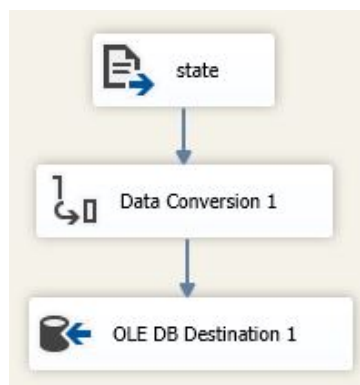 state
Data Conversion 1
OLE DB Destination 1